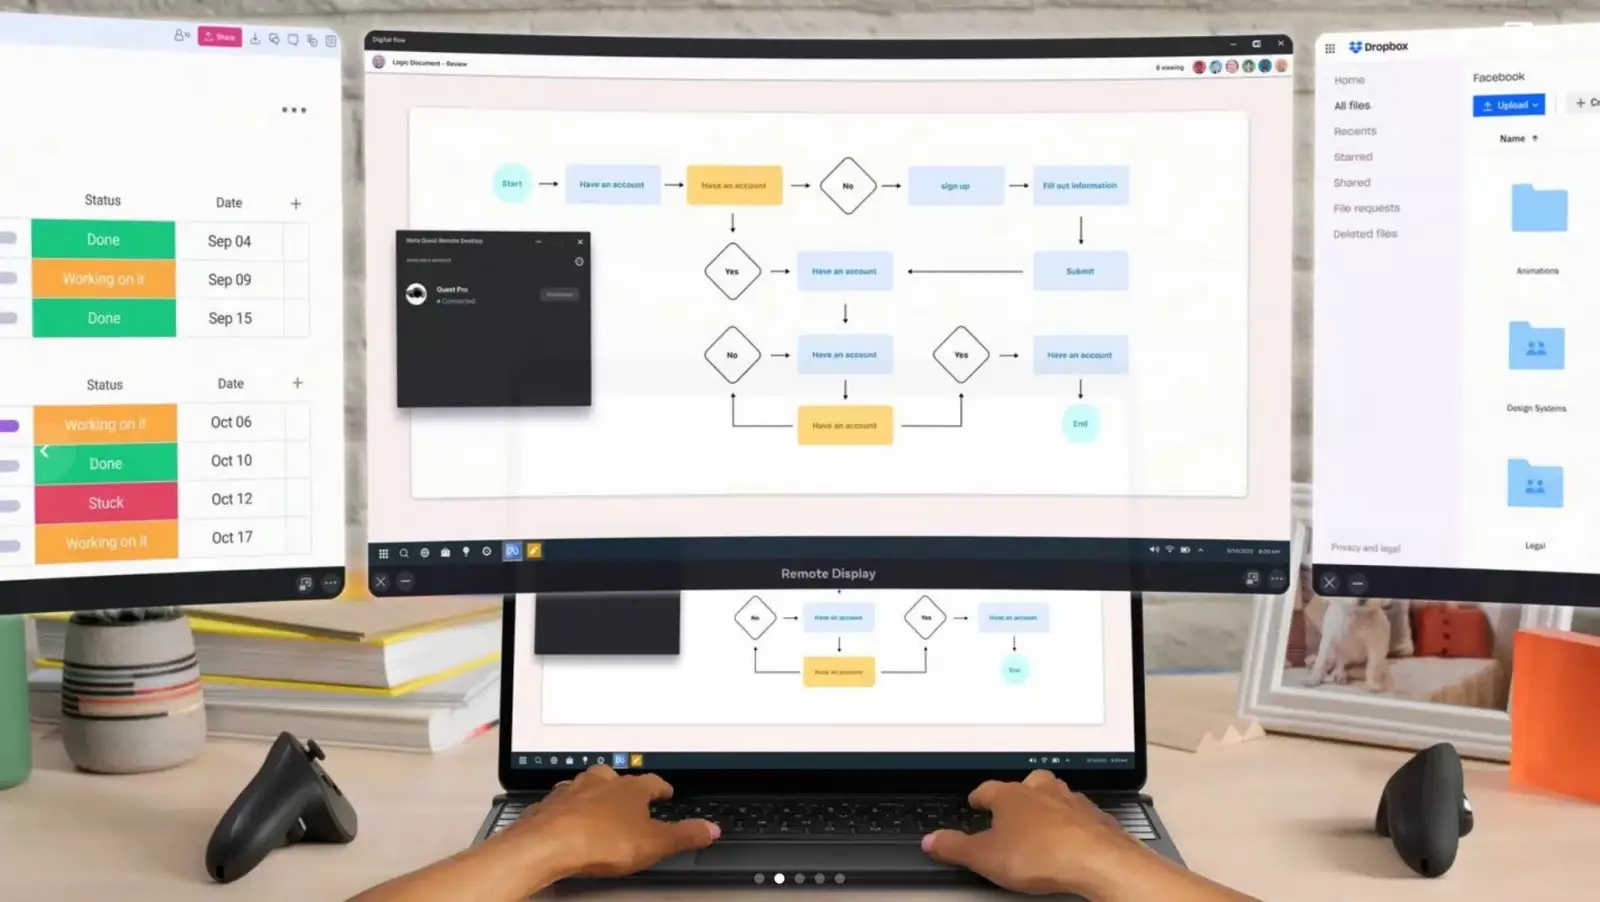 Share
Status
Date
+
Done
Sep 04
Working on it
Sep 09
Done
Sep 15
Status
Date
+
Working on it
Oct 06
Done
Oct 10
Stuck
Oct 12
Working on it
Oct 17
Digital flow
Logic Document - Review
6 viewing
Start
Have an account
Have an account
No
sign up
Fill out information
Yes
Have an account
Submit
No
Have an account
Yes
Have an account
Have an account
End
Meta Quest Remote Desktop
Quest Pro
Connected
8:00 AM
Remote Display
No
Have an account
Yes
Have an account
Have an account
End
Dropbox
Home
All files
Recents
Starred
Shared
File requests
Deleted files
Privacy and legal
Facebook
Upload
Name
Animations
Design Systems
Legal